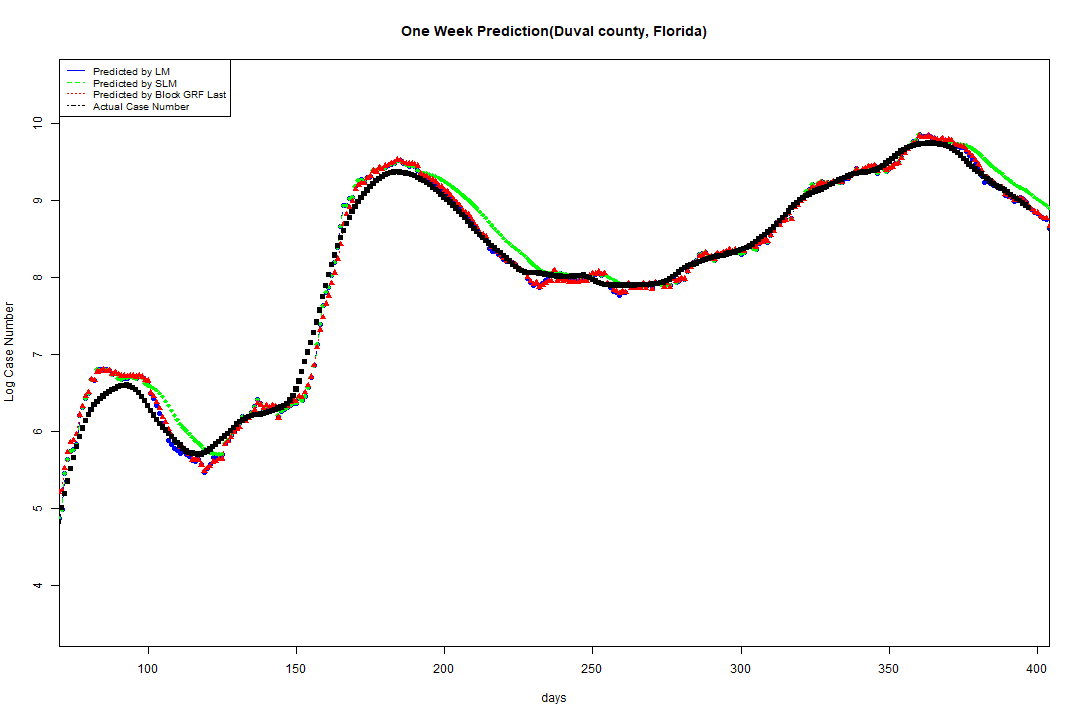 One Week Prediction(Duval county, Florida)
Predicted by LM
Predicted by SLM
Predicted by Block GRF Last
Actual Case Number
Log Case Number
10
9
8
7
6
5
4
100 150 200 250 300 350 400
days